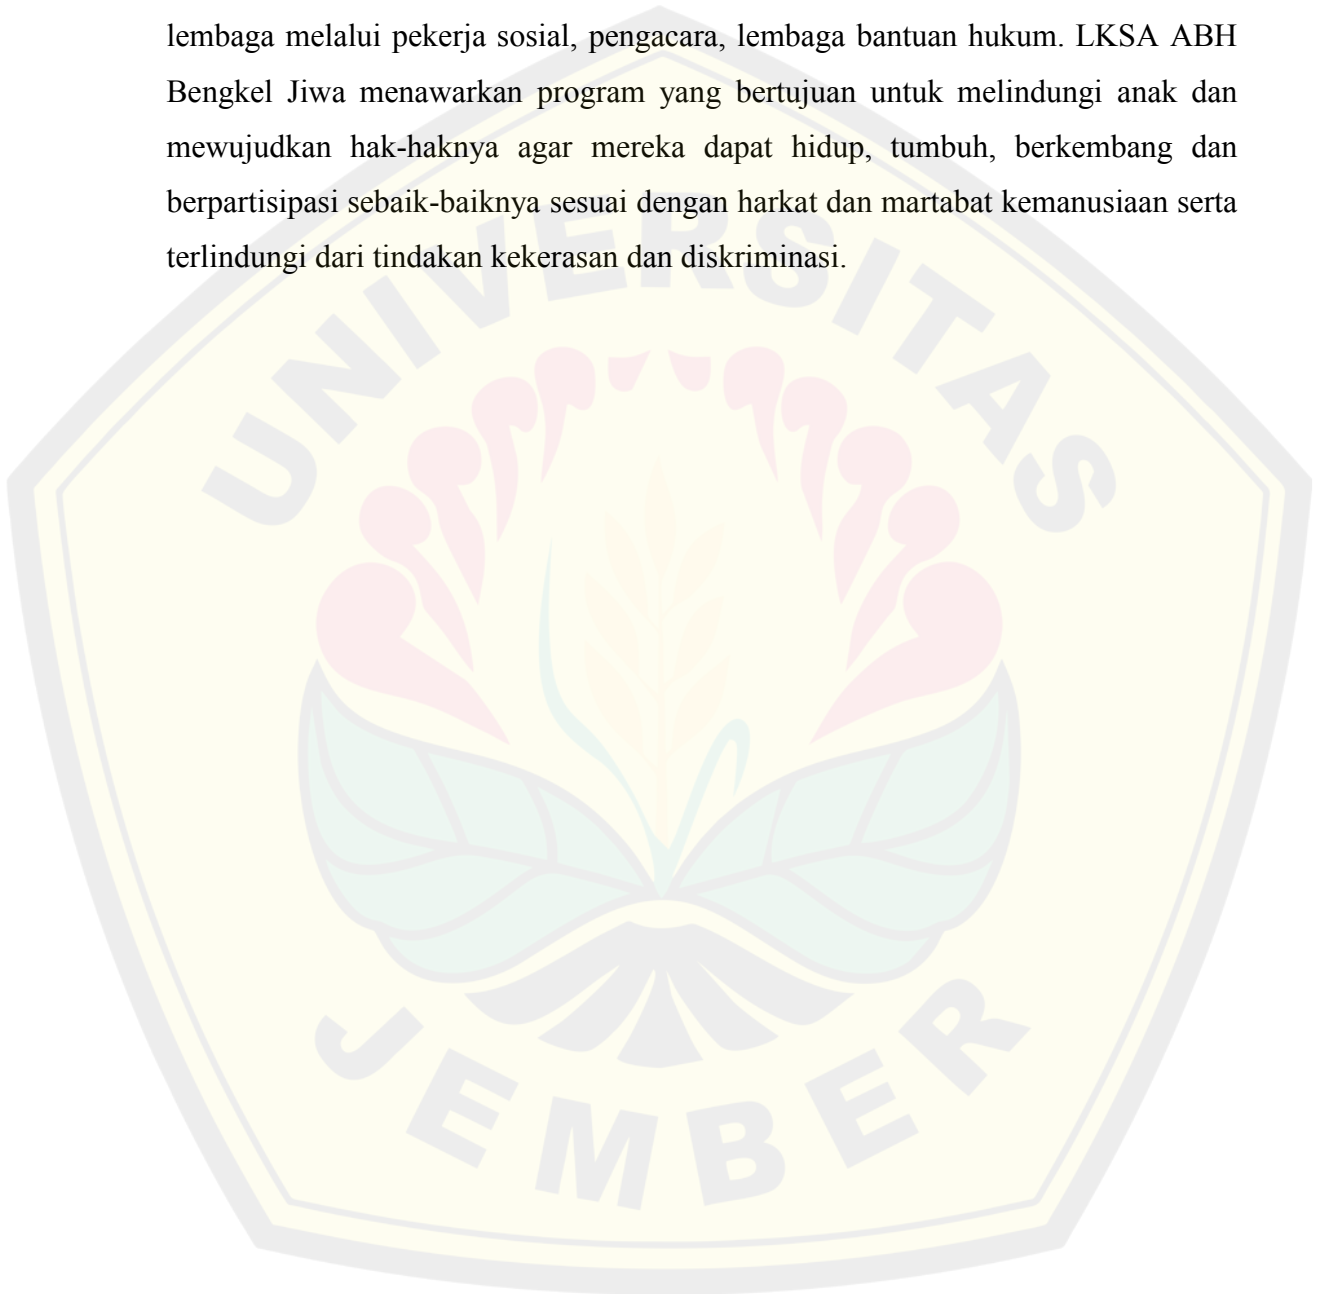 lembaga melalui pekerja sosial, pengacara, lembaga bantuan hukum. LKSA ABH
Bengkel Jiwa menawarkan program yang bertujuan untuk melindungi anak dan
mewujudkan hak-haknya agar mereka dapat hidup, tumbuh, berkembang dan
berpartisipasi sebaik-baiknya sesuai dengan harkat dan martabat kemanusiaan serta
terlindungi dari tindakan kekerasan dan diskriminasi.
UNIVERSITAS
JEMBER